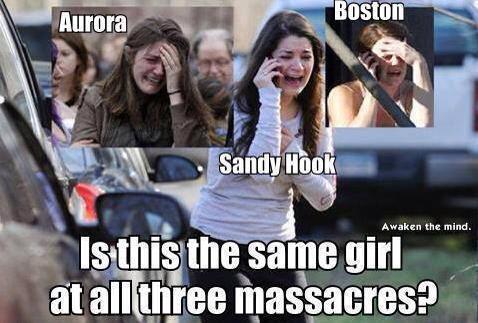 Aurora
Boston
Sandy Hook
Awaken the mind.
Is this the same girl
at all three massacres?